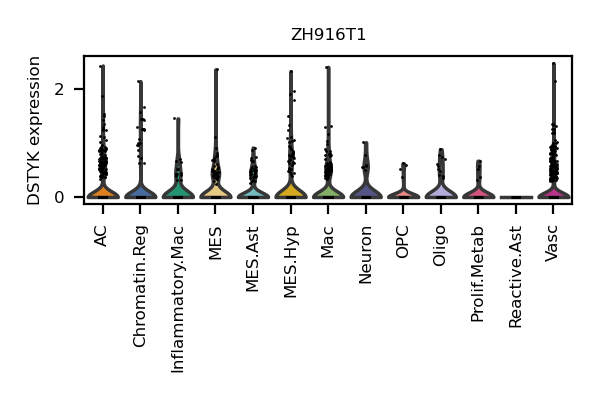 ZH916T1
DSTYK expression
2
0
AC
Chromatin.Reg
Inflammatory.Mac
MES
MES.Ast
MES.Hyp
Mac
Neuron
OPC
Oligo
Prolif.Metab
Reactive.Ast
Vasc